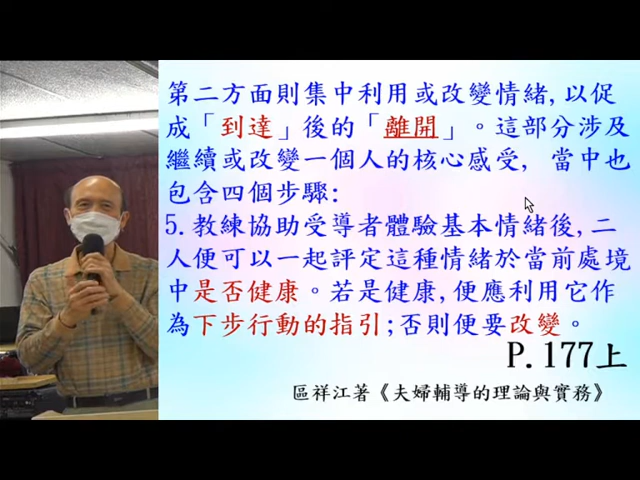 第二方面則集中利用或改變情緒, 以促
成「到達」後的「離開」。這部分涉及
繼續或改變一個人的核心感受, 當中也
包含四個步驟:
5. 教練協助受導者體驗基本情緒後, 二
人便可以一起評定這種情緒於當前處境
中是否健康。若是健康, 便應利用它作
為下步行動的指引; 否則便要改變。
P. 177上
區祥江著《夫婦輔導的理論與實務》